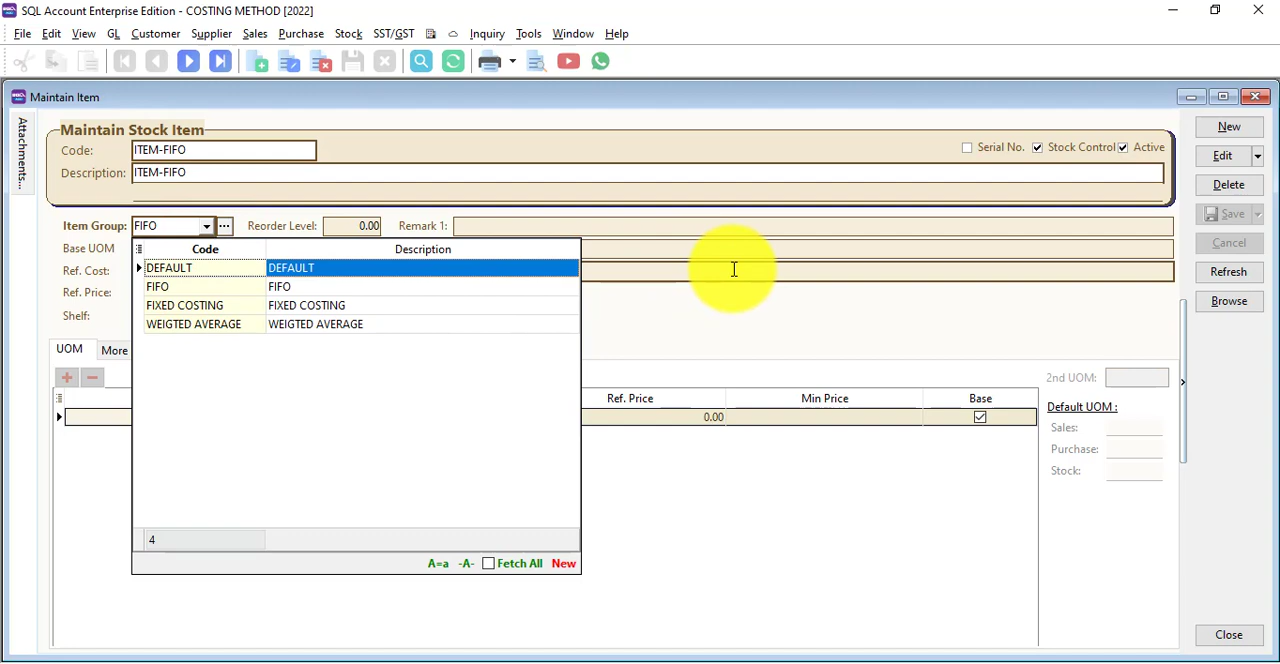 SQL Account Enterprise Edition - COSTING METHOD [2022]
File Edit View GL Customer Supplier Sales Purchase Stock SST/GST Inquiry Tools Window Help
Maintain Item
Attachments...
Maintain Stock Item
Code: ITEM-FIFO
Serial No. Stock Control Active
Description: ITEM-FIFO
Item Group: FIFO Reorder Level: 0.00 Remark 1:
Base UOM
Ref. Cost:
Ref. Price:
Shelf:
Code Description
DEFAULT DEFAULT
FIFO FIFO
FIXED COSTING FIXED COSTING
WEIGTED AVERAGE WEIGTED AVERAGE
4
A=a -A- Fetch All New
UOM More
Ref. Price Min Price Base
0.00
2nd UOM:
Default UOM :
Sales:
Purchase:
Stock:
New
Edit
Delete
Save
Cancel
Refresh
Browse
Close